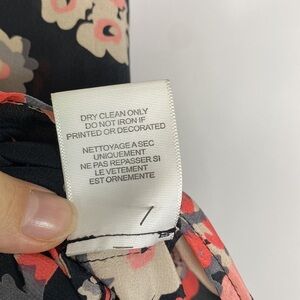 DRY CLEAN ONLY
DO NOT IRON IF
PRINTED OR DECORATED
NETTOYAGE A SEC
UNIQUEMENT
NE PAS REPASSER SI
LE VETEMENT
EST ORNEMENTE